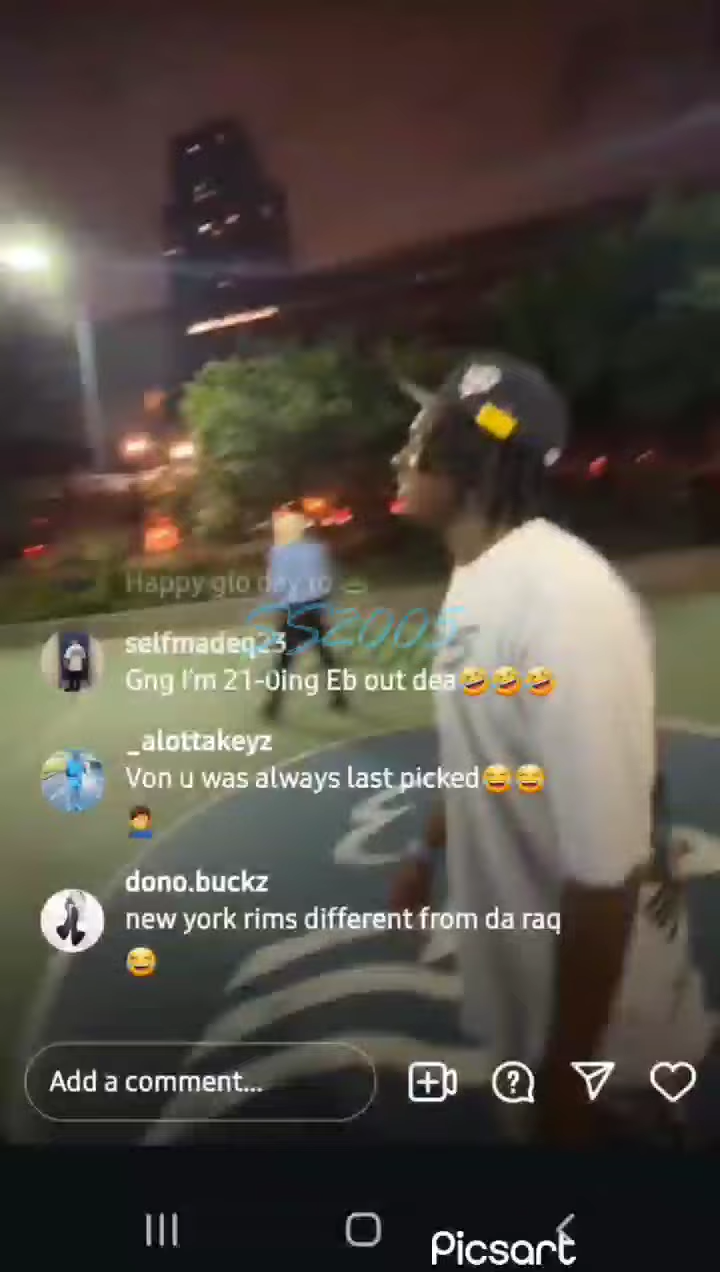 Happy glo day to
SS2005
selfmadeq23
Gng I'm 21-0ing Eb out dea🤣🤣🤣
_alottakeyz
Von u was always last picked😅😅
🤦‍♂️
dono.buckz
new york rims different from da raq
😅
Add a comment...
Picsart